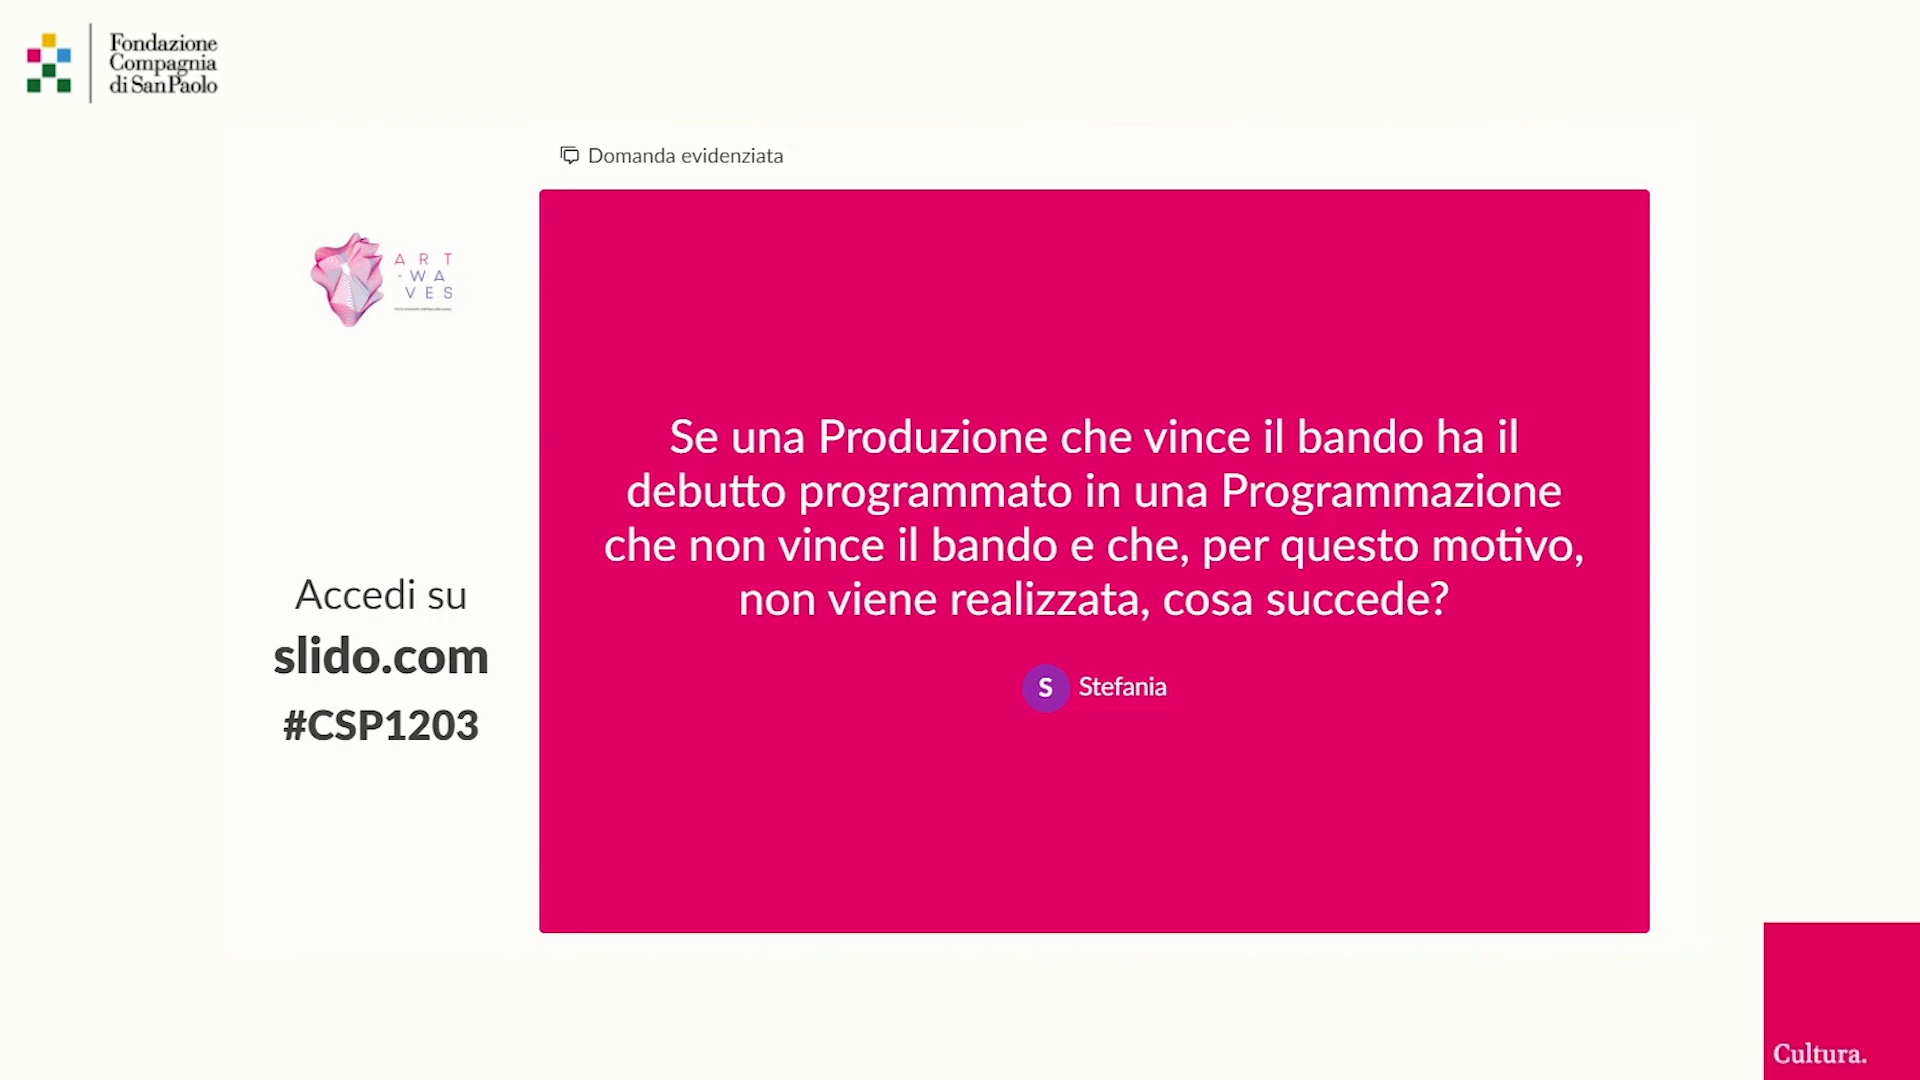 Fondazione
Compagnia
di San Paolo
Domanda evidenziata
A R T
- W A
V E S
Se una Produzione che vince il bando ha il
debutto programmato in una Programmazione
che non vince il bando e che, per questo motivo,
non viene realizzata, cosa succede?
S Stefania
Accedi su
slido.com
#CSP1203
Cultura.